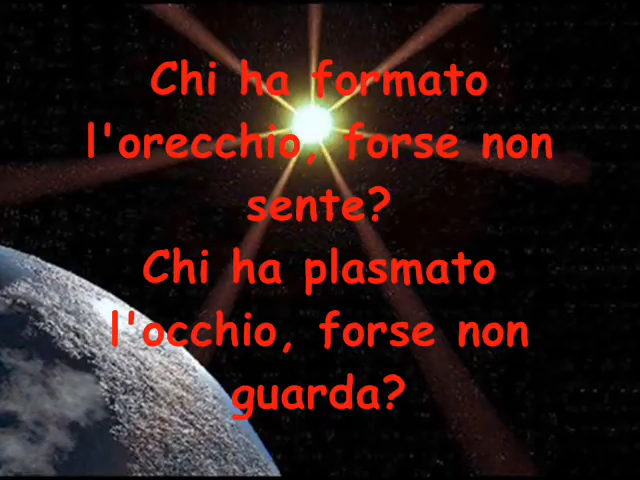 Chi ha formato
l'orecchio, forse non
sente?
Chi ha plasmato
l'occhio, forse non
guarda?